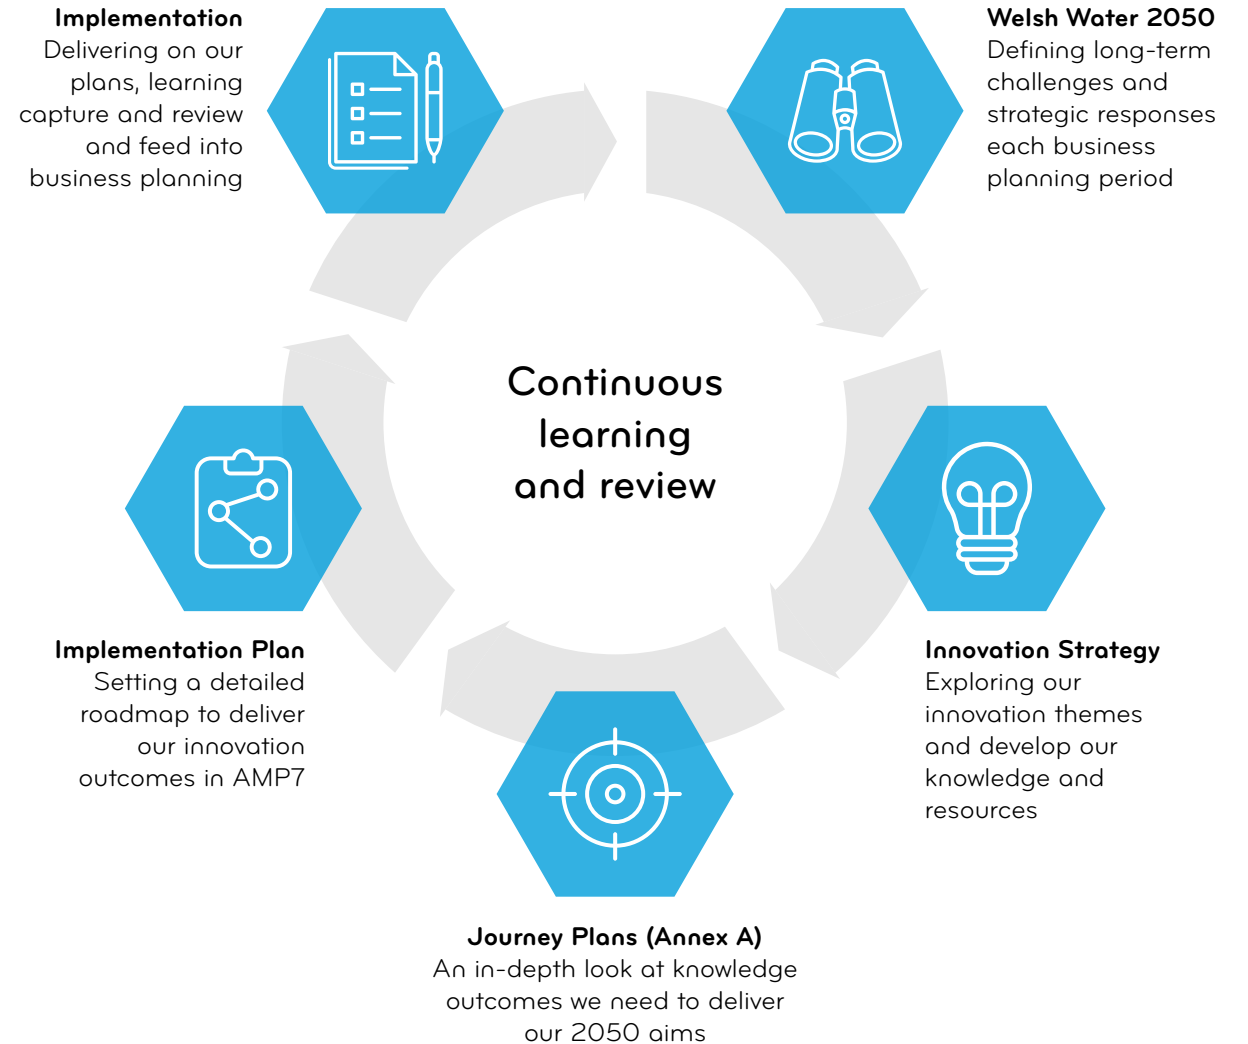 Implementation
Delivering on our
plans, learning
capture and review
and feed into
business planning
Welsh Water 2050
Defining long-term
challenges and
strategic responses
each business
planning period
Continuous
learning
and review
Implementation Plan
Setting a detailed
roadmap to deliver
our innovation
outcomes in AMP7
Innovation Strategy
Exploring our
innovation themes
and develop our
knowledge and
resources
Journey Plans (Annex A)
An in-depth look at knowledge
outcomes we need to deliver
our 2050 aims